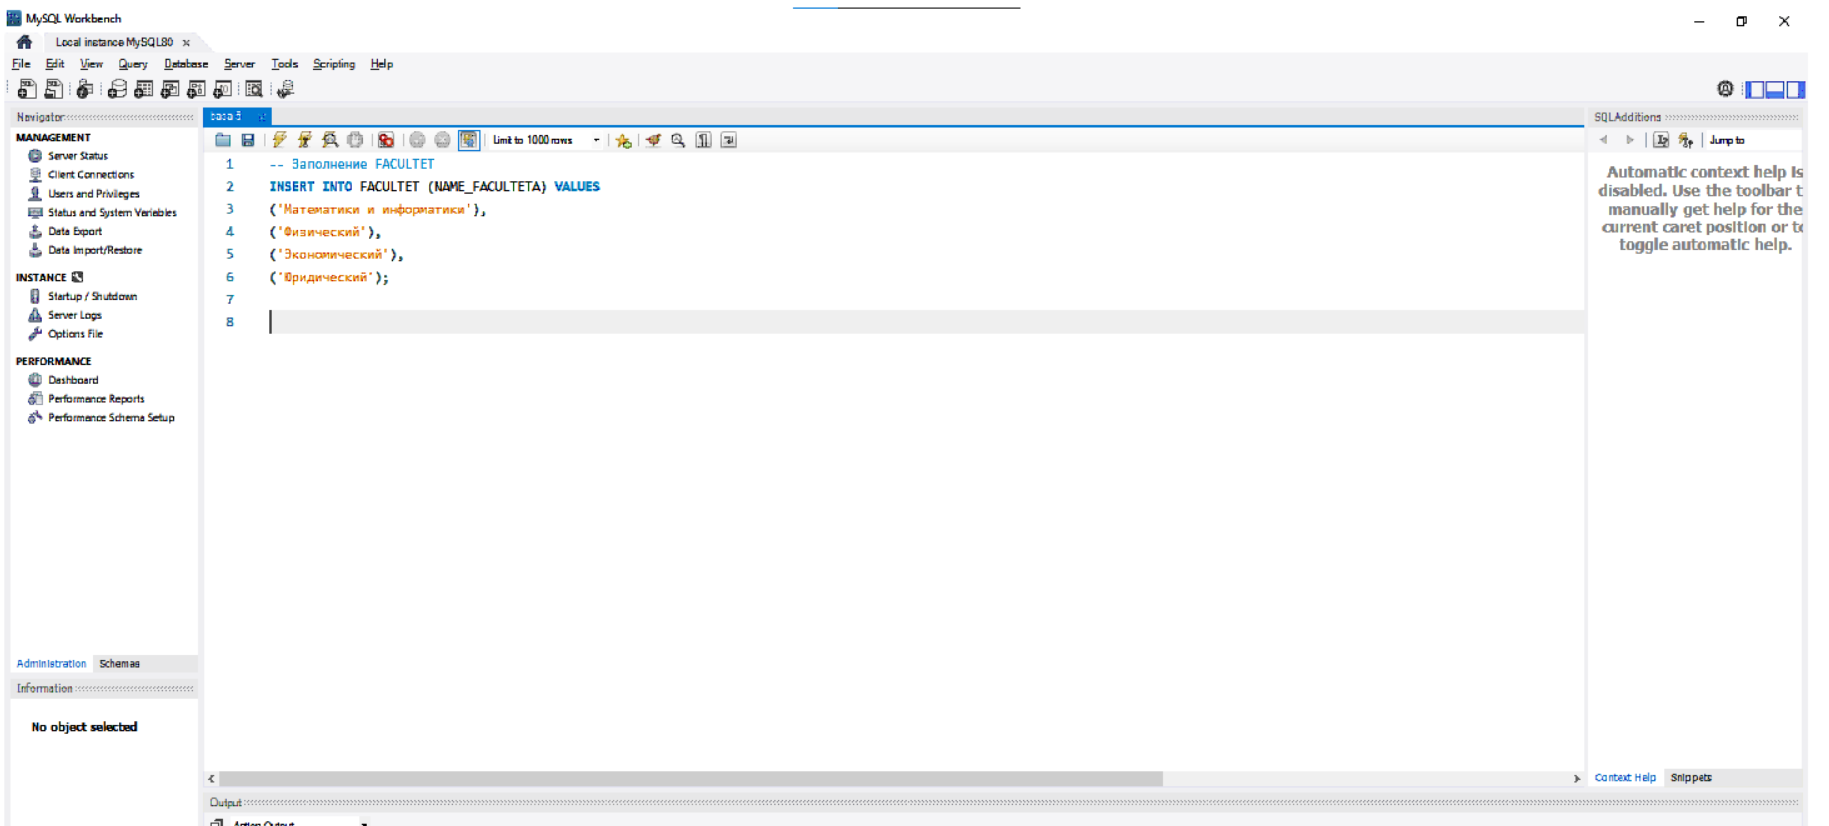 MySQL Workbench
Local instance MySQL80 x
File Edit View Query Database Server Tools Scripting Help
Navigator
MANAGEMENT
Server Status
Client Connections
Users and Privileges
Status and System Variables
Data Export
Data Import/Restore
INSTANCE
Startup / Shutdown
Server Logs
Options File
PERFORMANCE
Dashboard
Performance Reports
Performance Schema Setup
Administration Schemas
Information
No object selected
Limit to 1000 rows
1 -- Заполнение FACULTET
2 INSERT INTO FACULTET (NAME_FACULTETA) VALUES
3 ('Математики и информатики'),
4 ('Физический'),
5 ('Экономический'),
6 ('Юридический');
7
8
Output
Action Output
SQLAdditions
Jump to
Automatic context help is
disabled. Use the toolbar t
manually get help for the
current caret position or to
toggle automatic help.
Context Help Snippets